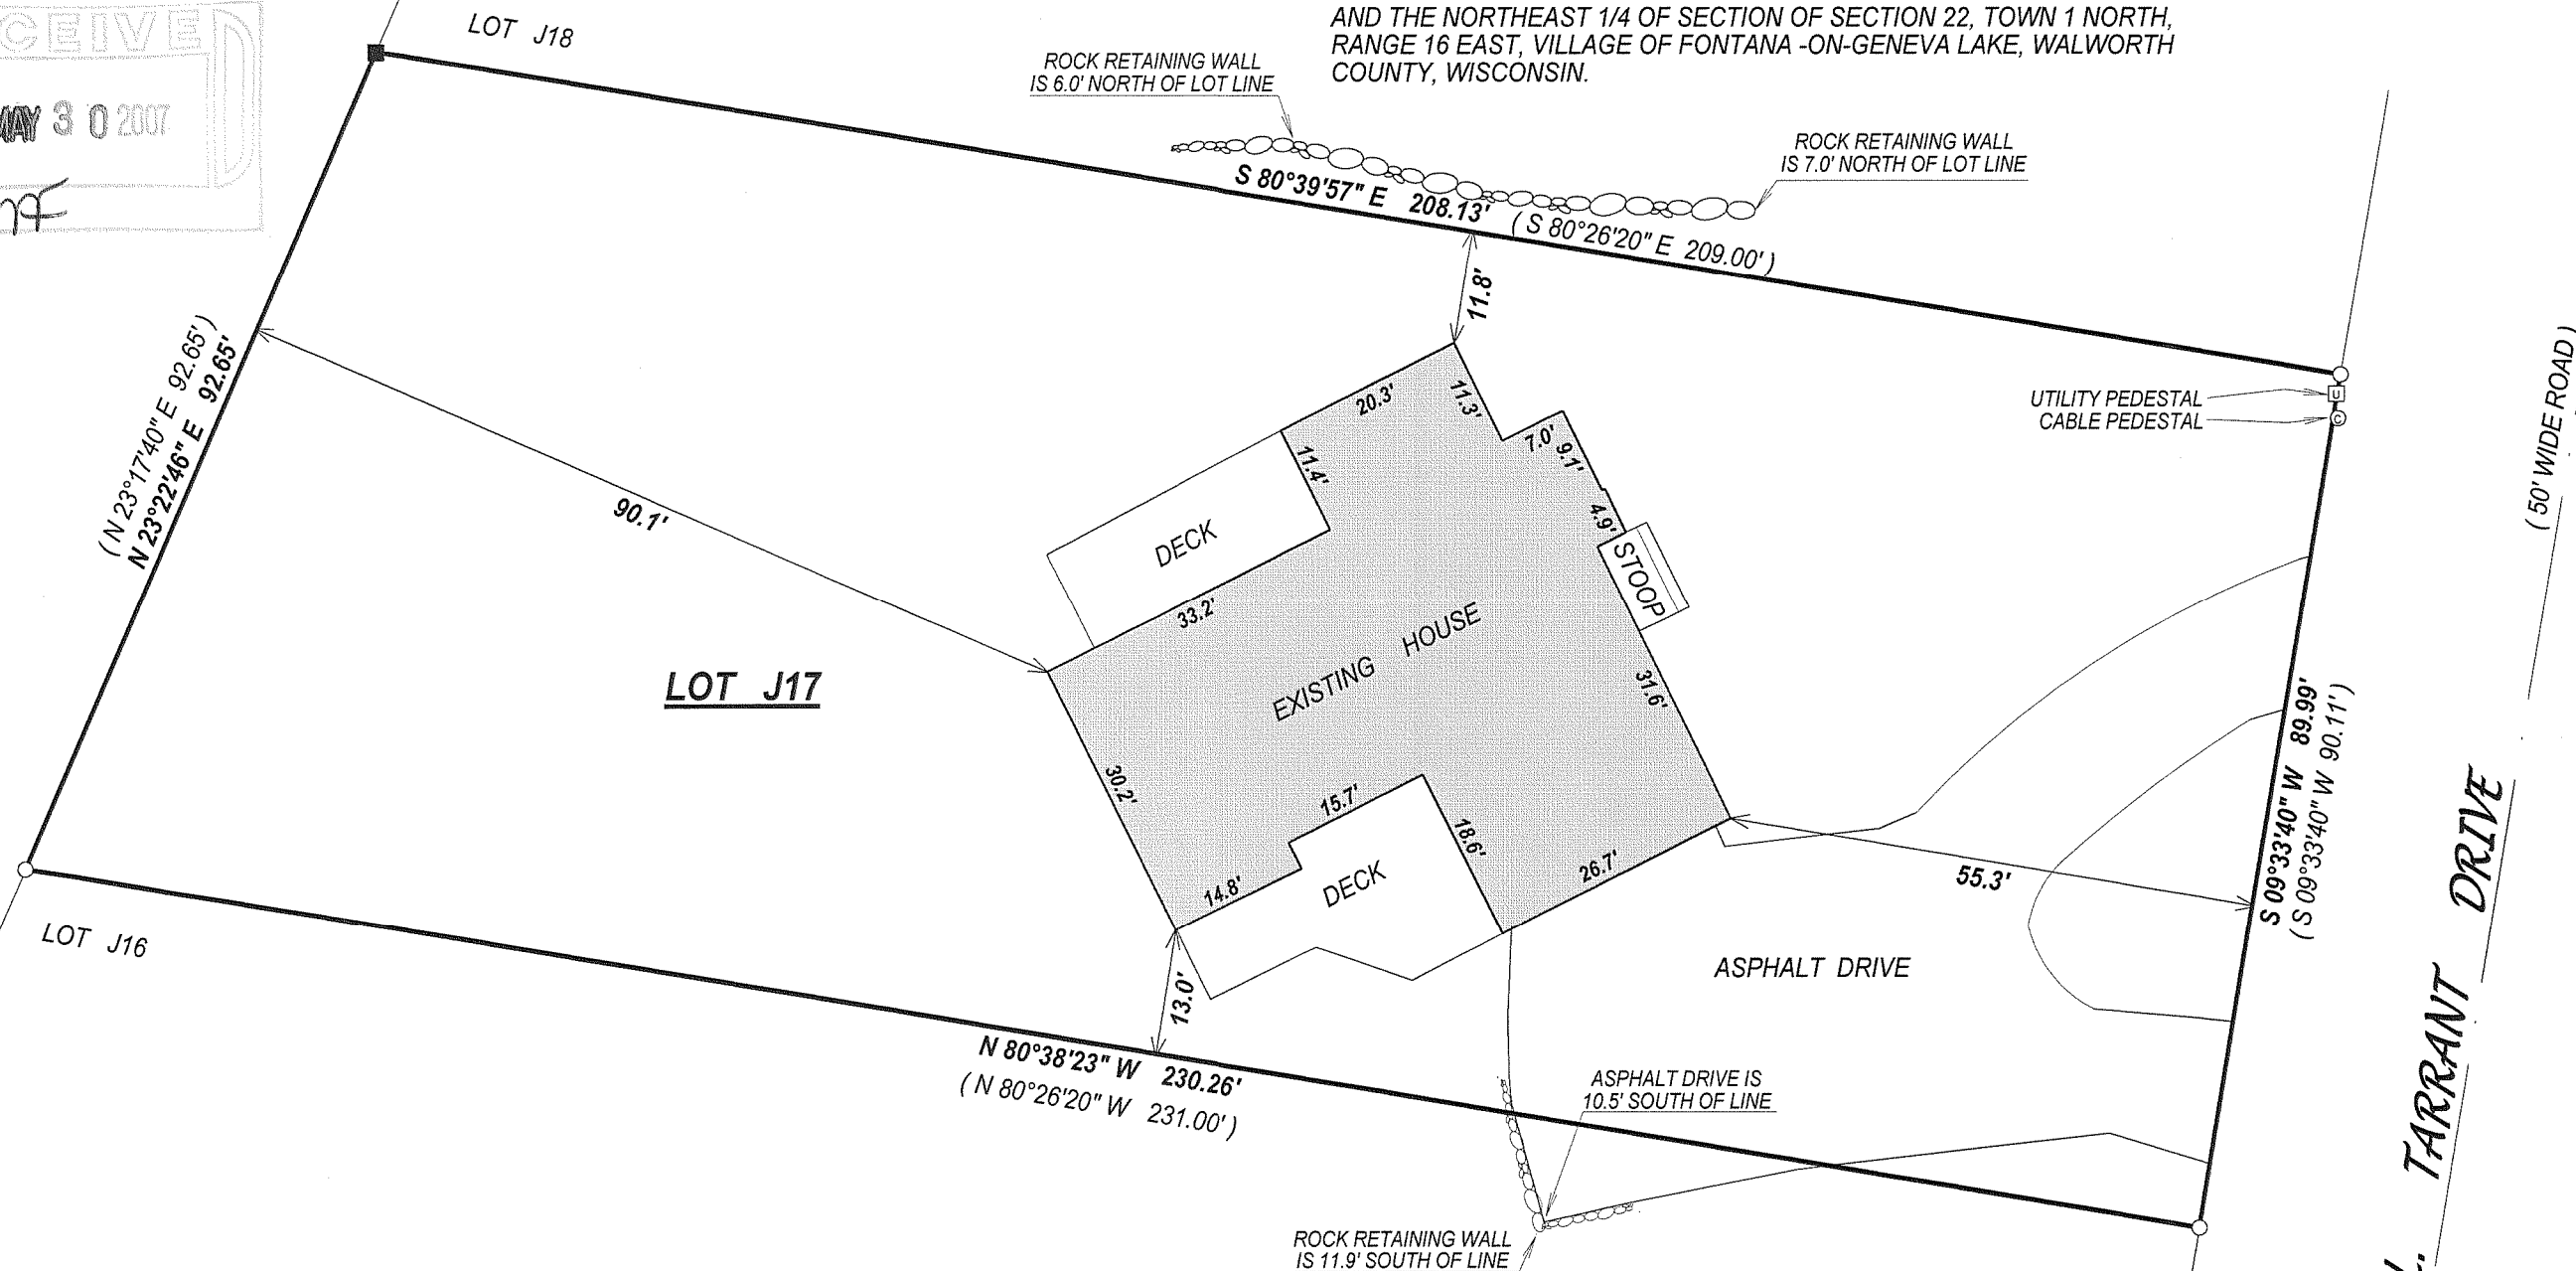 CEIVE
MAY 3 0 2007
LOT J18
AND THE NORTHEAST 1/4 OF SECTION OF SECTION 22, TOWN 1 NORTH,
RANGE 16 EAST, VILLAGE OF FONTANA -ON-GENEVA LAKE, WALWORTH
COUNTY, WISCONSIN.
ROCK RETAINING WALL
IS 6.0' NORTH OF LOT LINE
ROCK RETAINING WALL
IS 7.0' NORTH OF LOT LINE
S 80°39'57" E 208.13'
( S 80°26'20" E 209.00' )
11.8'
( N 23°17'40" E 92.65' )
N 23°22'46" E 92.65'
90.1'
20.3'
11.3'
7.0'
9.1'
11.4'
4.9'
DECK
STOOP
33.2'
EXISTING HOUSE
31.6'
UTILITY PEDESTAL
U
CABLE PEDESTAL
C
( 50' WIDE ROAD )
LOT J17
30.2'
15.7'
18.6'
14.8'
DECK
26.7'
55.3'
S 09°33'40" W 89.99'
( S 09°33'40" W 90.11' )
TARRANT DRIVE
LOT J16
13.0'
ASPHALT DRIVE
N 80°38'23" W 230.26'
( N 80°26'20" W 231.00' )
ASPHALT DRIVE IS
10.5' SOUTH OF LINE
ROCK RETAINING WALL
IS 11.9' SOUTH OF LINE